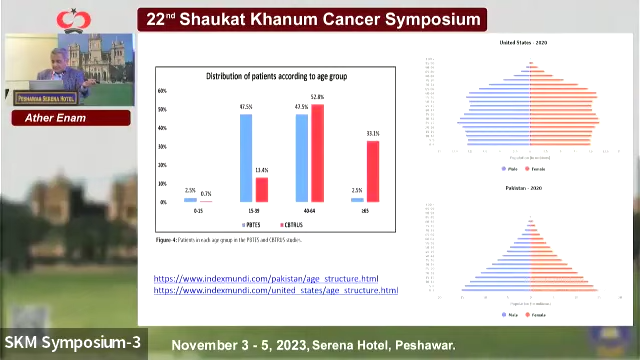 22nd Shaukat Khanum Cancer Symposium
PESHAWAR SERENA HOTEL
Ather Enam
Distribution of patients according to age group
60%
50%
40%
30%
20%
10%
0%
2.5%
0.7%
47.5%
13.4%
47.5%
52.8%
2.5%
33.1%
0-15
15-39
40-64
≥65
PBTES
CBTRUS
Figure 4: Patients in each age group in the PBTES and CBTRUS studies.
https://www.indexmundi.com/pakistan/age_structure.html
https://www.indexmundi.com/united_states/age_structure.html
United States - 2020
Male
Female
Pakistan - 2020
Male
Female
SKM Symposium-3
November 3 - 5, 2023, Serena Hotel, Peshawar.